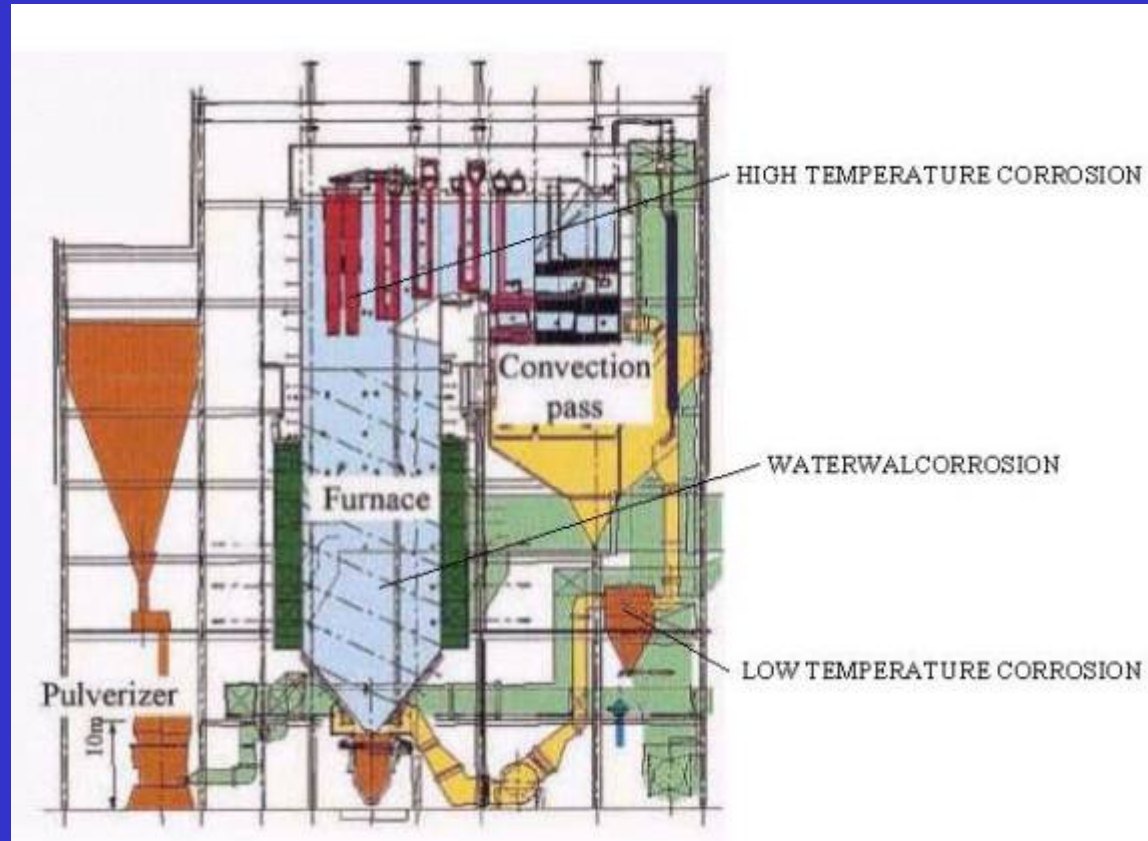 HIGH TEMPERATURE CORROSION
Convection
pass
WATERWALCORROSION
Furnace
LOW TEMPERATURE CORROSION
Pulverizer
10m